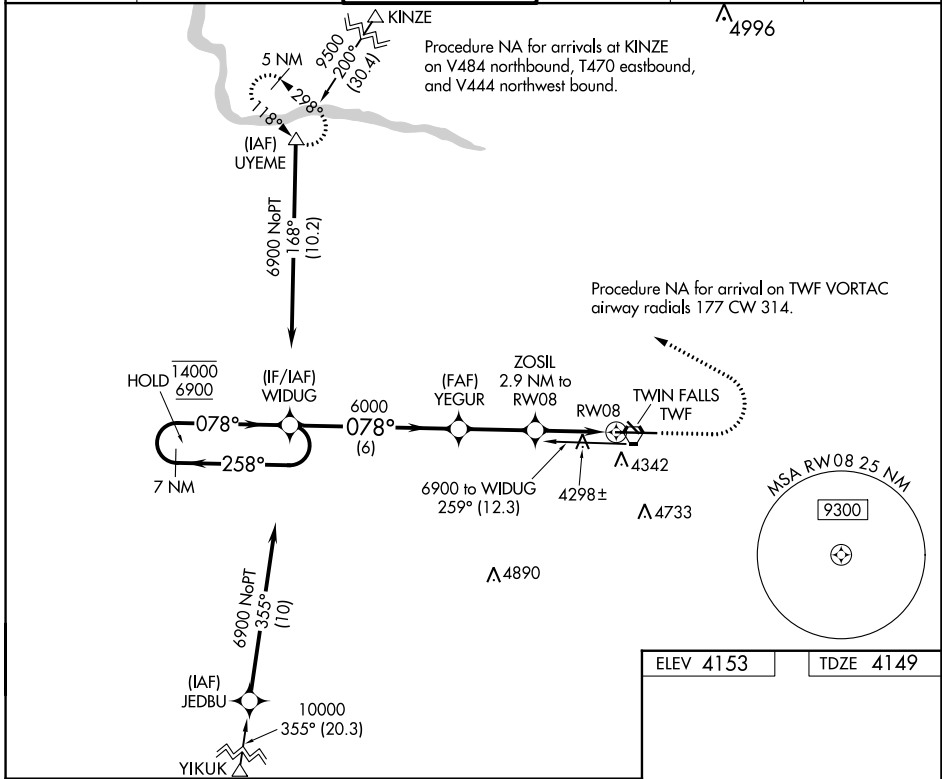 KINZE
4996
Procedure NA for arrivals at KINZE
on V484 northbound, T470 eastbound,
and V444 northwest bound.
9500
200°
(30.4)
5 NM
298°
118°
(IAF)
UYEME
6900 NoPT
168°
(10.2)
Procedure NA for arrival on TWF VORTAC
airway radials 177 CW 314.
HOLD
14000
6900
(IF/IAF)
WIDUG
078°
258°
7 NM
6000
078°
(6)
(FAF)
YEGUR
ZOSIL
2.9 NM to
RW08
RW08
TWIN FALLS
TWF
6900 to WIDUG
259° (12.3)
4298±
4342
4733
4890
MSA RW08 25 NM
9300
6900 NoPT
355°
(10)
(IAF)
JEDBU
10000
355° (20.3)
YIKUK
ELEV 4153
TDZE 4149